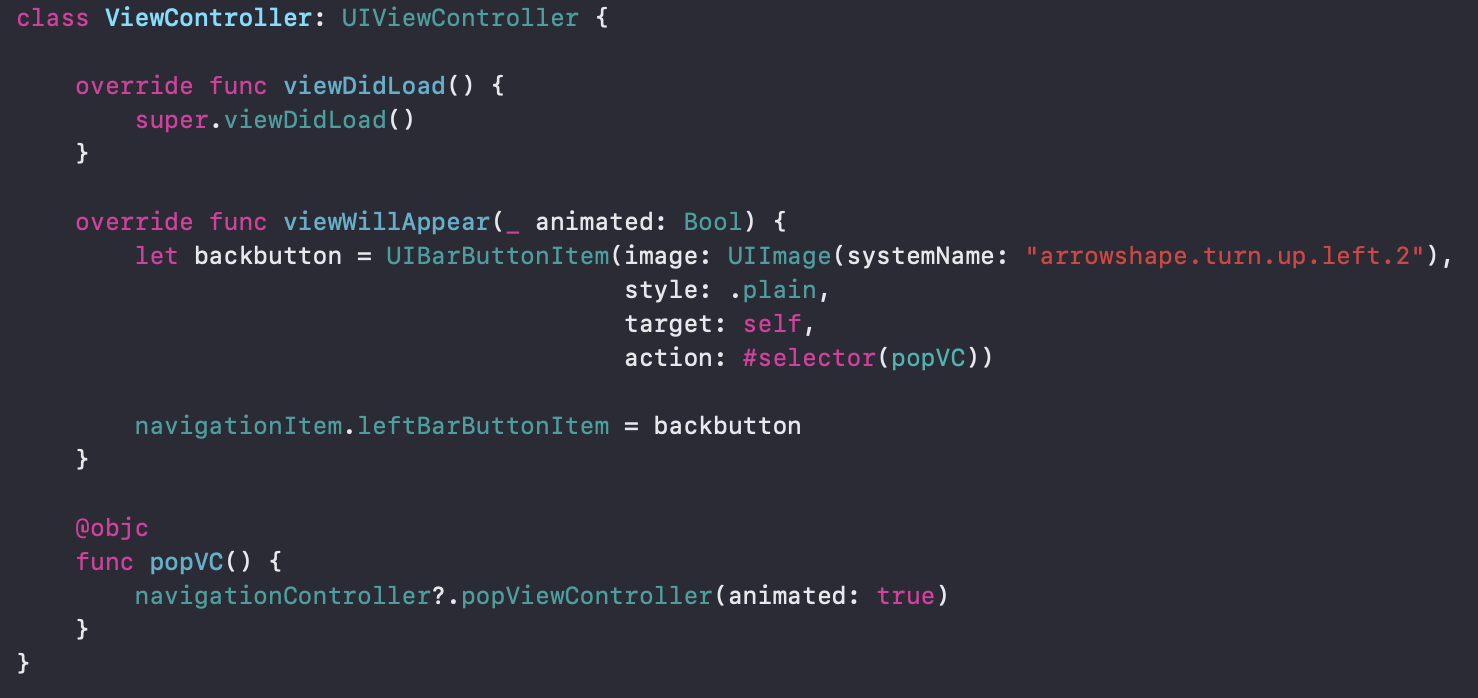 class ViewController: UIViewController {
    override func viewDidLoad() {
        super.viewDidLoad()
    }
    override func viewWillAppear(_ animated: Bool) {
        let backbutton = UIBarButtonItem(image: UIImage(systemName: "arrowshape.turn.up.left.2"),
                                         style: .plain,
                                         target: self,
                                         action: #selector(popVC))
        navigationItem.leftBarButtonItem = backbutton
    }
    @objc
    func popVC() {
        navigationController?.popViewController(animated: true)
    }
}